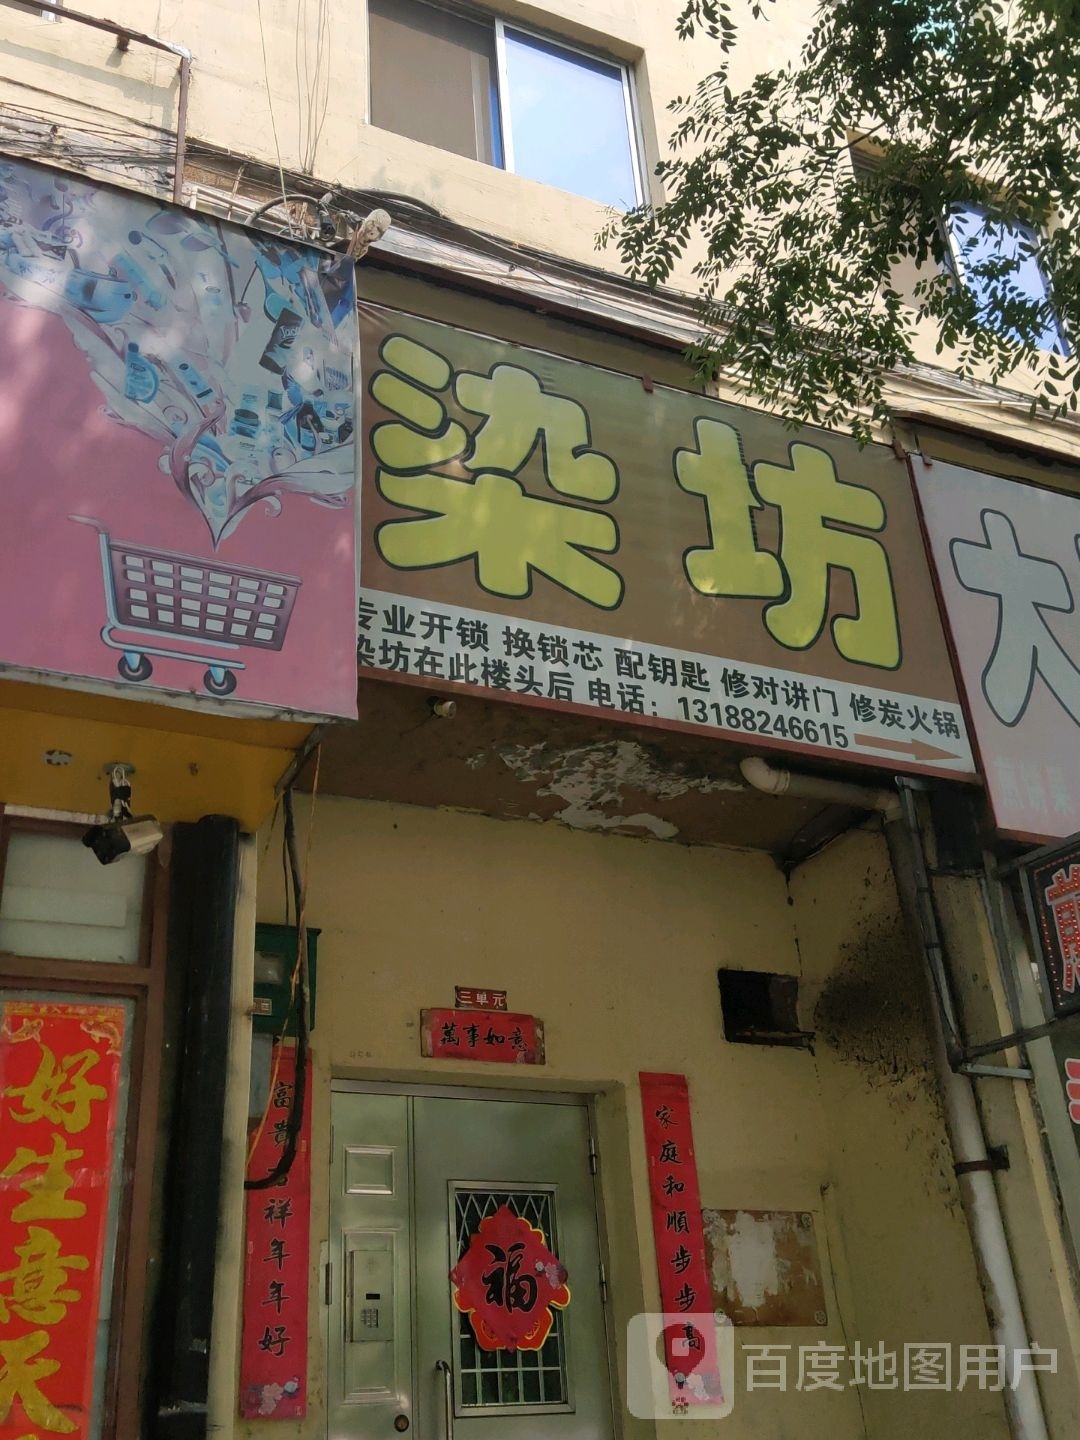 染坊
专业开锁 换锁芯 配钥匙 修对讲门 修炭火锅
染坊在此楼头后 电话：13188246615
大
三单元
萬事如意
富貴吉祥年年好
家庭和順步步高
福
好生意天
百度地图用户